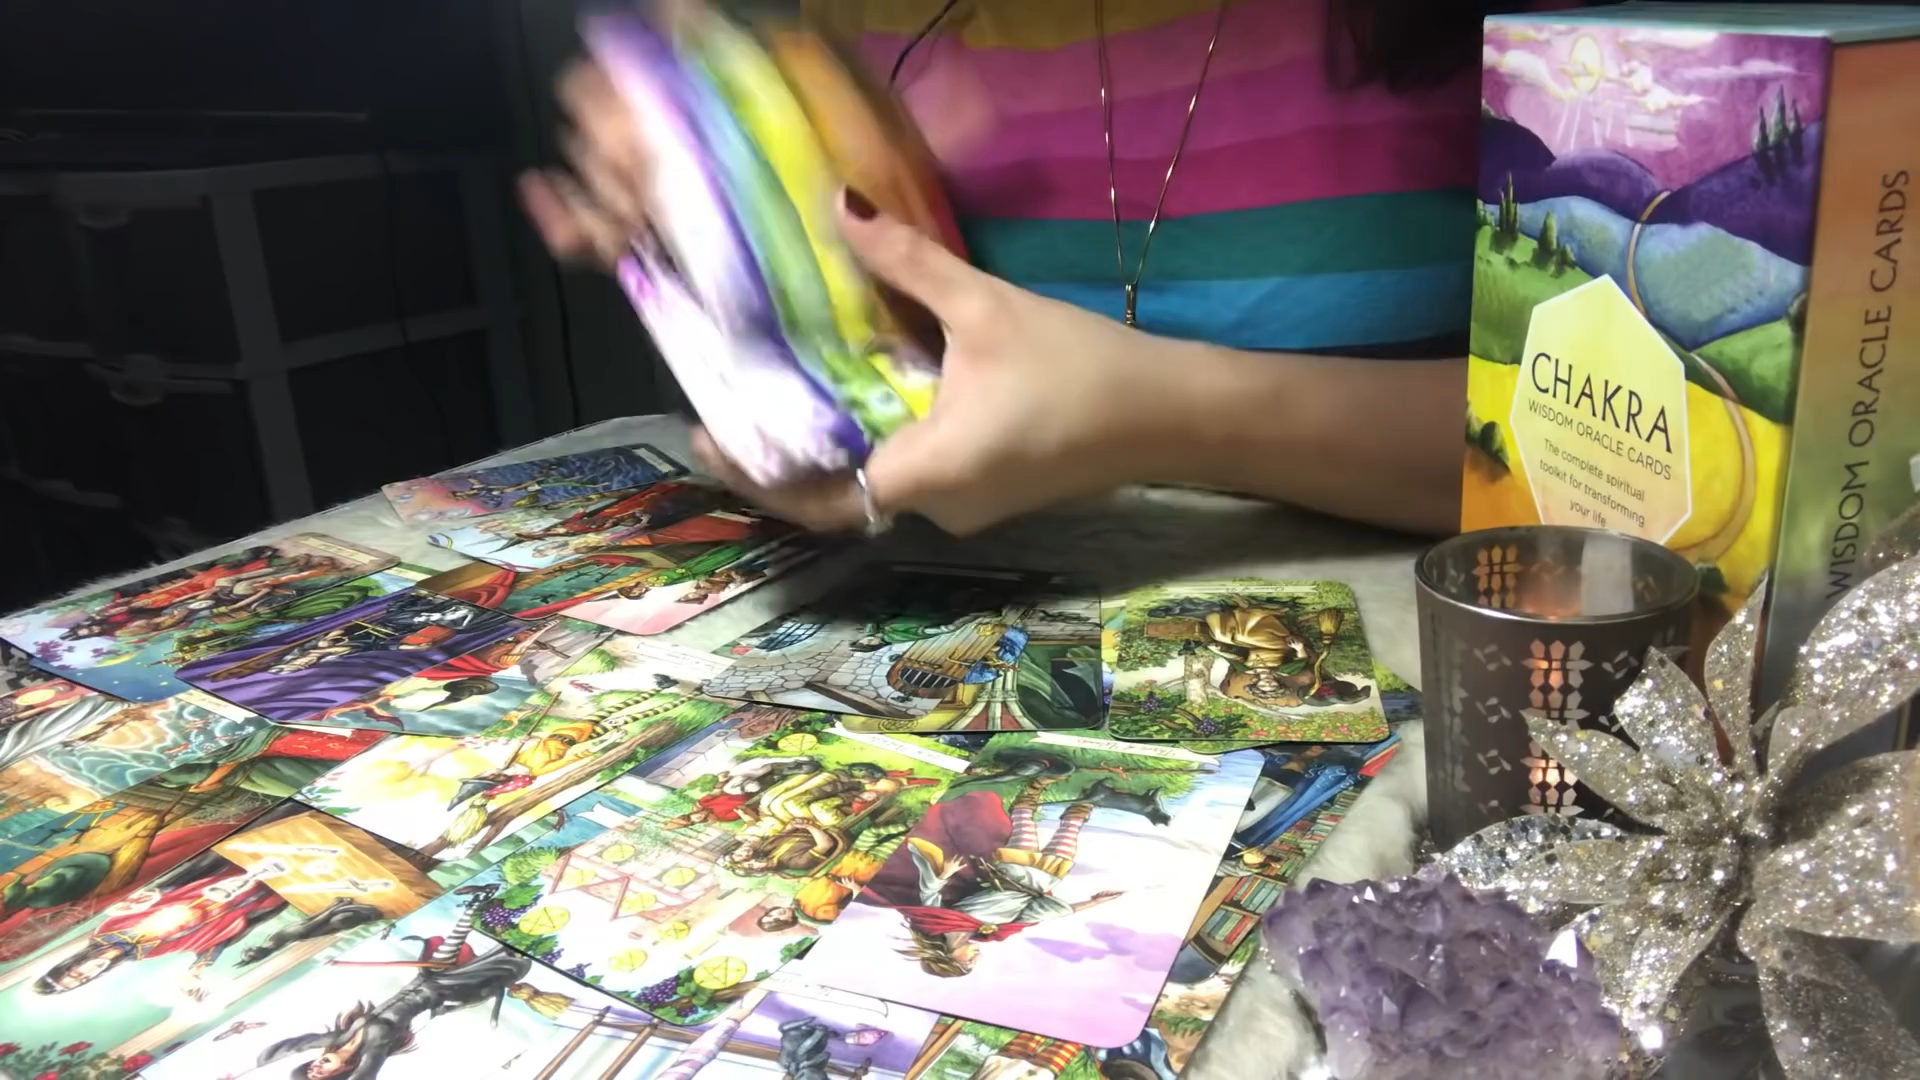 CHAKRA
WISDOM ORACLE CARDS
The complete spiritual
toolkit for transforming
your life
WISDOM ORACLE CARDS